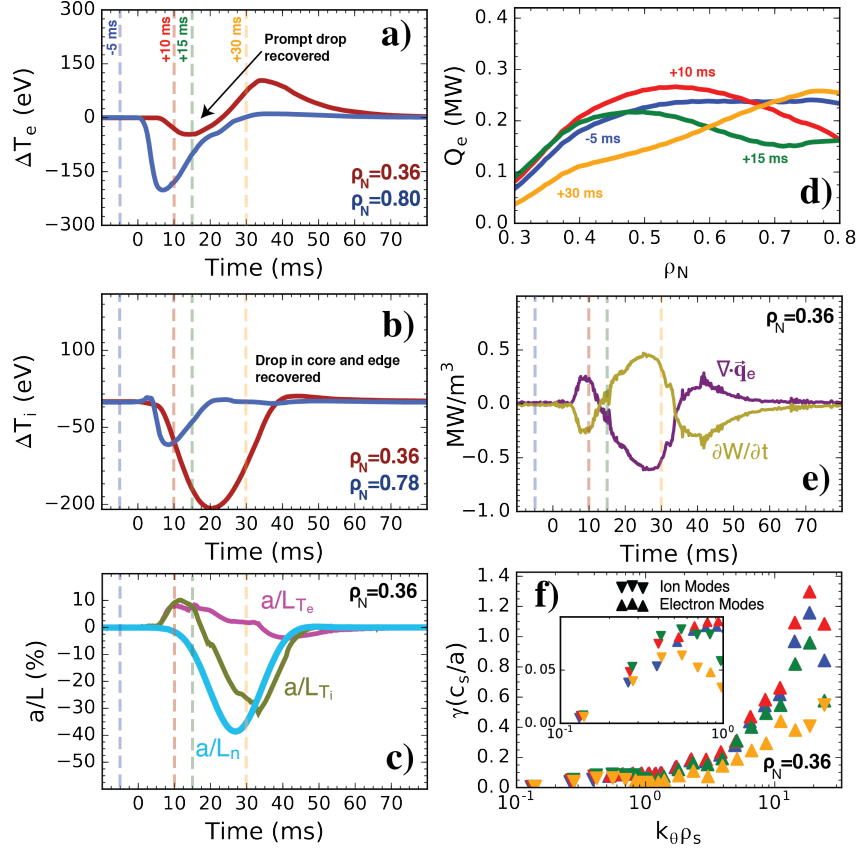 300
150
0
−150
−300
ΔTe (eV)
-5 ms
+10 ms
+15 ms
+30 ms
a)
Prompt drop
recovered
ρN=0.36
ρN=0.80
0 10 20 30 40 50 60 70
Time (ms)
0.4
0.3
0.2
0.1
0.0
Qe (MW)
+10 ms
-5 ms
+15 ms
+30 ms
d)
0.3 0.4 0.5 0.6 0.7 0.8
ρN
100
−50
−200
ΔTi (eV)
b)
Drop in core and edge
recovered
ρN=0.36
ρN=0.78
0 10 20 30 40 50 60 70
Time (ms)
1.0
0.5
0.0
−0.5
−1.0
MW/m³
ρN=0.36
∇·q⃗e
∂W/∂t
e)
0 10 20 30 40 50 60 70
Time (ms)
20
10
0
−10
−20
−30
−40
−50
a/L (%)
ρN=0.36
a/LTe
a/LTi
a/Ln
c)
0 10 20 30 40 50 60 70
Time (ms)
1.4
1.2
1.0
0.8
0.6
0.4
0.2
0.0
γ(cs/a)
f)
Ion Modes
Electron Modes
0.05
0.00
10⁻¹ 10⁰
ρN=0.36
10⁻¹ 10⁰ 10¹
kθρs